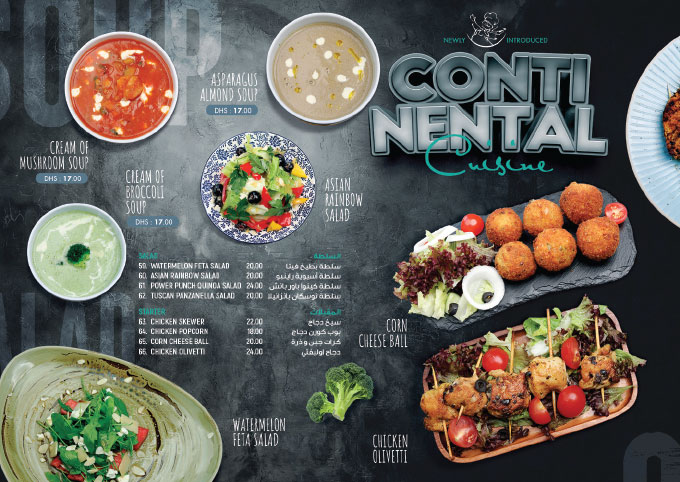 NEWLY INTRODUCED
CONTI
NENTAL
Cuisine
SOUP
ASPARAGUS
ALMOND SOUP
DHS : 17.00
CREAM OF
MUSHROOM SOUP
DHS : 17.00
CREAM OF
BROCCOLI
SOUP
DHS : 17.00
ASIAN
RAINBOW
SALAD
SALAD السلطة
59. WATERMELON FETA SALAD 20.00 سلطة بطيخ فيتا
60. ASIAN RAINBOW SALAD 20.00 سلطة آسيوية راينبو
61. POWER PUNCH QUINOA SALAD 24.00 سلطة كينوا باور بانش
62. TUSCAN PANZANELLA SALAD 20.00 سلطة توسكان بانزانيلا
STARTER المقبلات
63. CHICKEN SKEWER 22.00 سيخ دجاج
64. CHICKEN POPCORN 18.00 بوب كورن دجاج
65. CORN CHEESE BALL 20.00 كرات جبن و ذرة
66. CHICKEN OLIVETTI 24.00 دجاج اوليفتي
CORN
CHEESE BALL
WATERMELON
FETA SALAD
CHICKEN
OLIVETTI